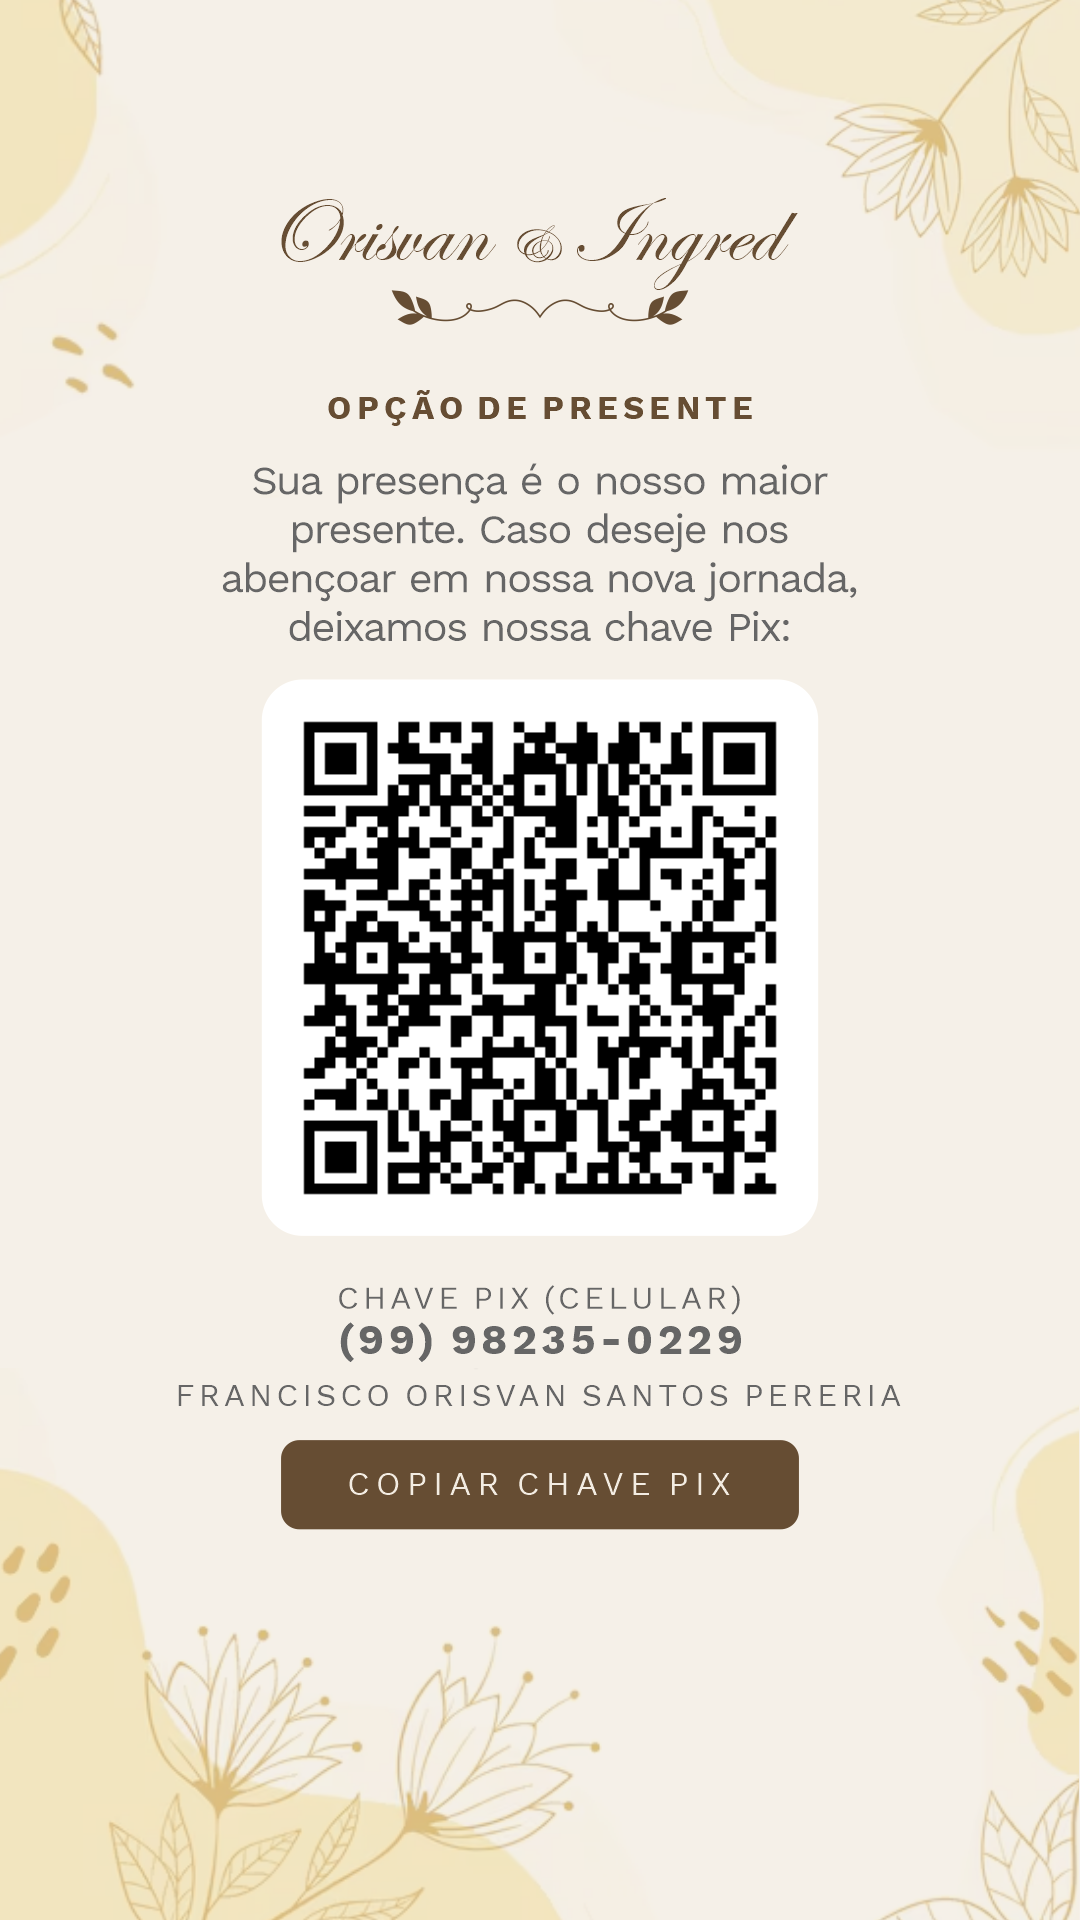 Orisvan & Ingred
OPÇÃO DE PRESENTE
Sua presença é o nosso maior
presente. Caso deseje nos
abençoar em nossa nova jornada,
deixamos nossa chave Pix:
CHAVE PIX (CELULAR)
(99) 98235-0229
FRANCISCO ORISVAN SANTOS PERERIA
COPIAR CHAVE PIX